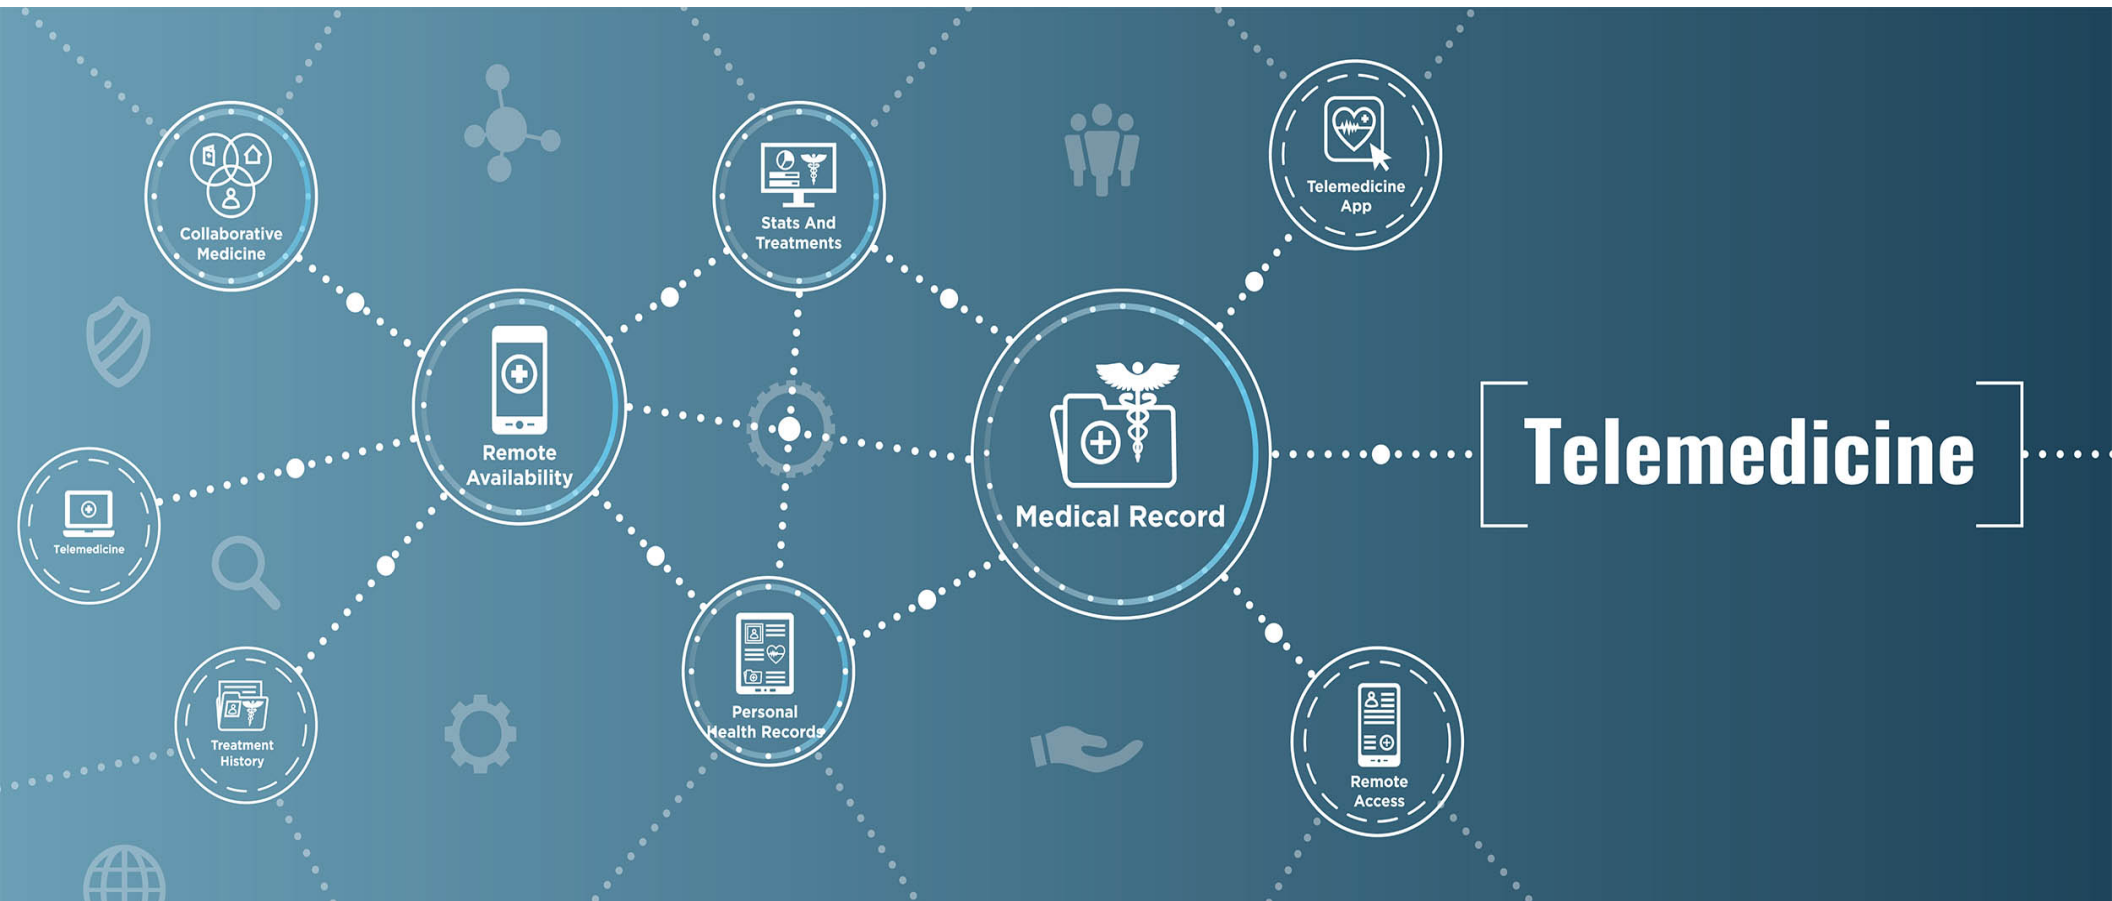 Collaborative
Medicine
Stats And
Treatments
Telemedicine
App
Remote
Availability
Medical Record
Telemedicine
Telemedicine
Treatment
History
Personal
Health Records
Remote
Access